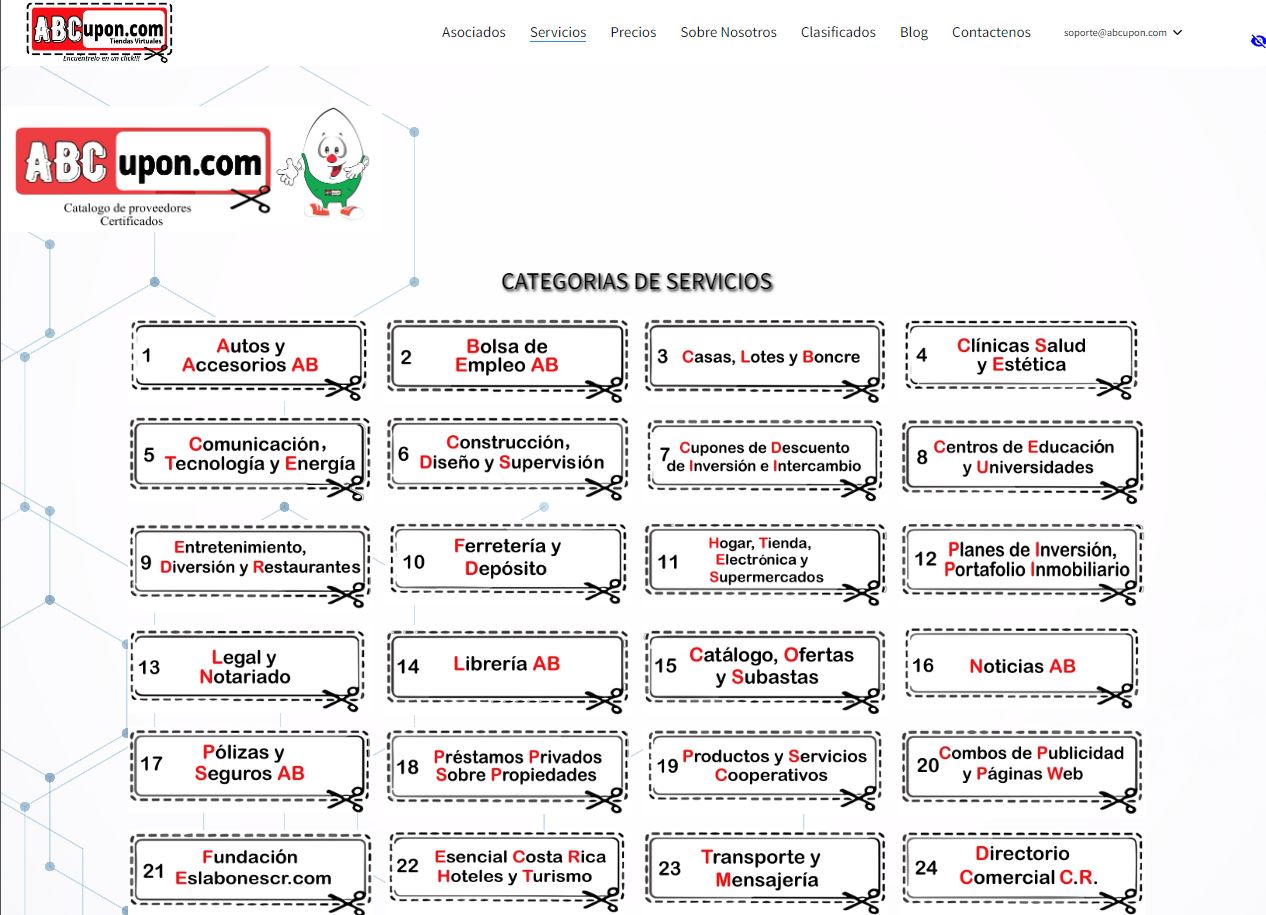 ABCupon.com
Tiendas Virtuales
Encuentrelo en un click!!!
Asociados Servicios Precios Sobre Nosotros Clasificados Blog Contactenos soporte@abcupon.com
ABCupon.com
Catalogo de proveedores
Certificados
CATEGORIAS DE SERVICIOS
1 Autos y
Accesorios AB
2 Bolsa de
Empleo AB
3 Casas, Lotes y Boncre
4 Clínicas Salud
y Estética
5 Comunicación,
Tecnología y Energía
6 Construcción,
Diseño y Supervisión
7 Cupones de Descuento
de Inversión e Intercambio
8 Centros de Educación
y Universidades
9 Entretenimiento,
Diversión y Restaurantes
10 Ferretería y
Depósito
11 Hogar, Tienda,
Electrónica y
Supermercados
12 Planes de Inversión,
Portafolio Inmobiliario
13 Legal y
Notariado
14 Librería AB
15 Catálogo, Ofertas
y Subastas
16 Noticias AB
17 Pólizas y
Seguros AB
18 Préstamos Privados
Sobre Propiedades
19 Productos y Servicios
Cooperativos
20 Combos de Publicidad
y Páginas Web
21 Fundación
Eslabonescr.com
22 Esencial Costa Rica
Hoteles y Turismo
23 Transporte y
Mensajería
24 Directorio
Comercial C.R.